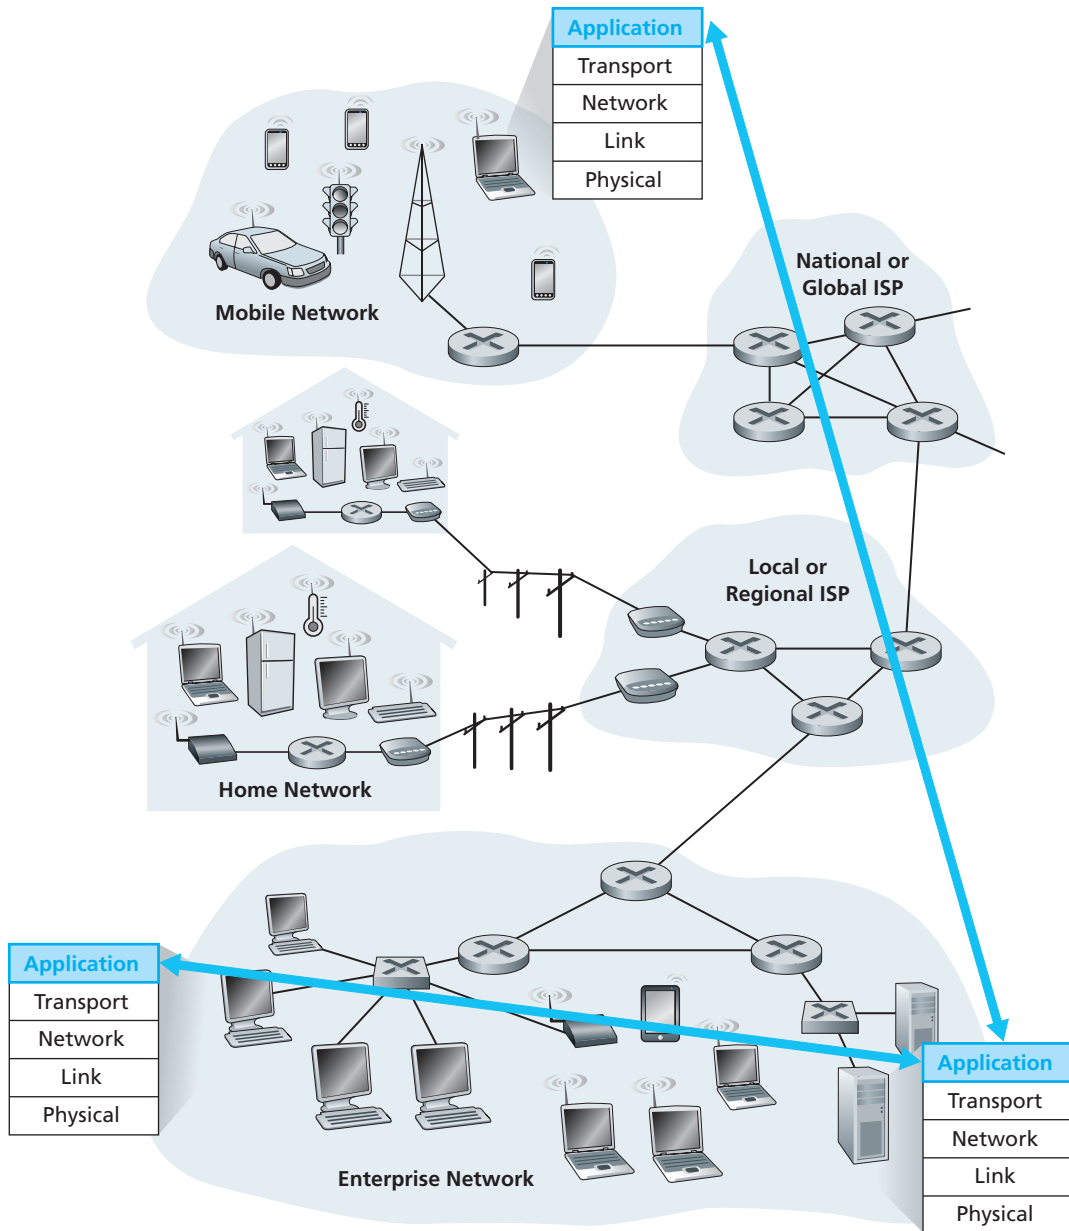 Application
Transport
Network
Link
Physical
National or
Global ISP
Mobile Network
Local or
Regional ISP
Home Network
Application
Transport
Network
Link
Physical
Application
Transport
Network
Link
Physical
Enterprise Network